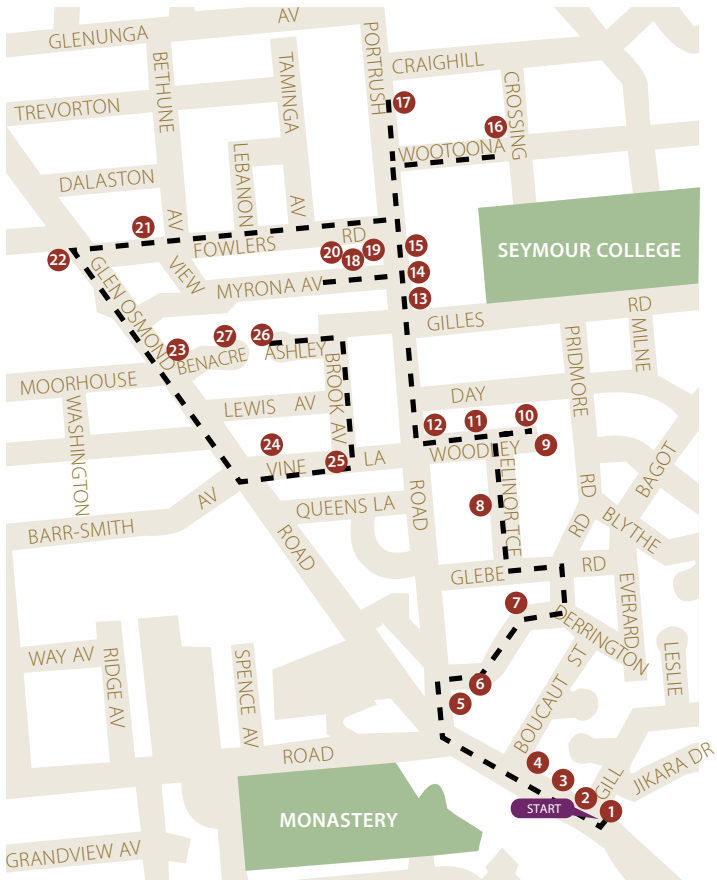 GLENUNGA AV
PORTRUSH
CRAIGHILL
BETHUNE
TAMINGA
CROSSING
TREVORTON
17
16
WOOTOONA
LEBANON
DALASTON
AV
AV
21
FOWLERS RD
22
VIEW
20
18
19
15
SEYMOUR COLLEGE
14
MYRONA AV
13
GLEN OSMOND
GILLES RD
MILNE
PRIDMORE
23
27
26
BENACRE
ASHLEY
BROOK AV
MOORHOUSE
WASHINGTON
LEWIS AV
DAY
12
11
10
9
24
25
VINE LA
WOODLEY
ELINOR TCE
8
BAGOT
AV
BARR-SMITH
QUEENS LA
ROAD
ROAD
RD
RD
BLYTHE
GLEBE RD
EVERARD
7
DERRINGTON
WAY AV
RIDGE AV
SPENCE AV
6
5
BOUCAUT ST
LESLIE
ROAD
4
3
2
1
GILL
JIKARA DR
START
MONASTERY
GRANDVIEW AV